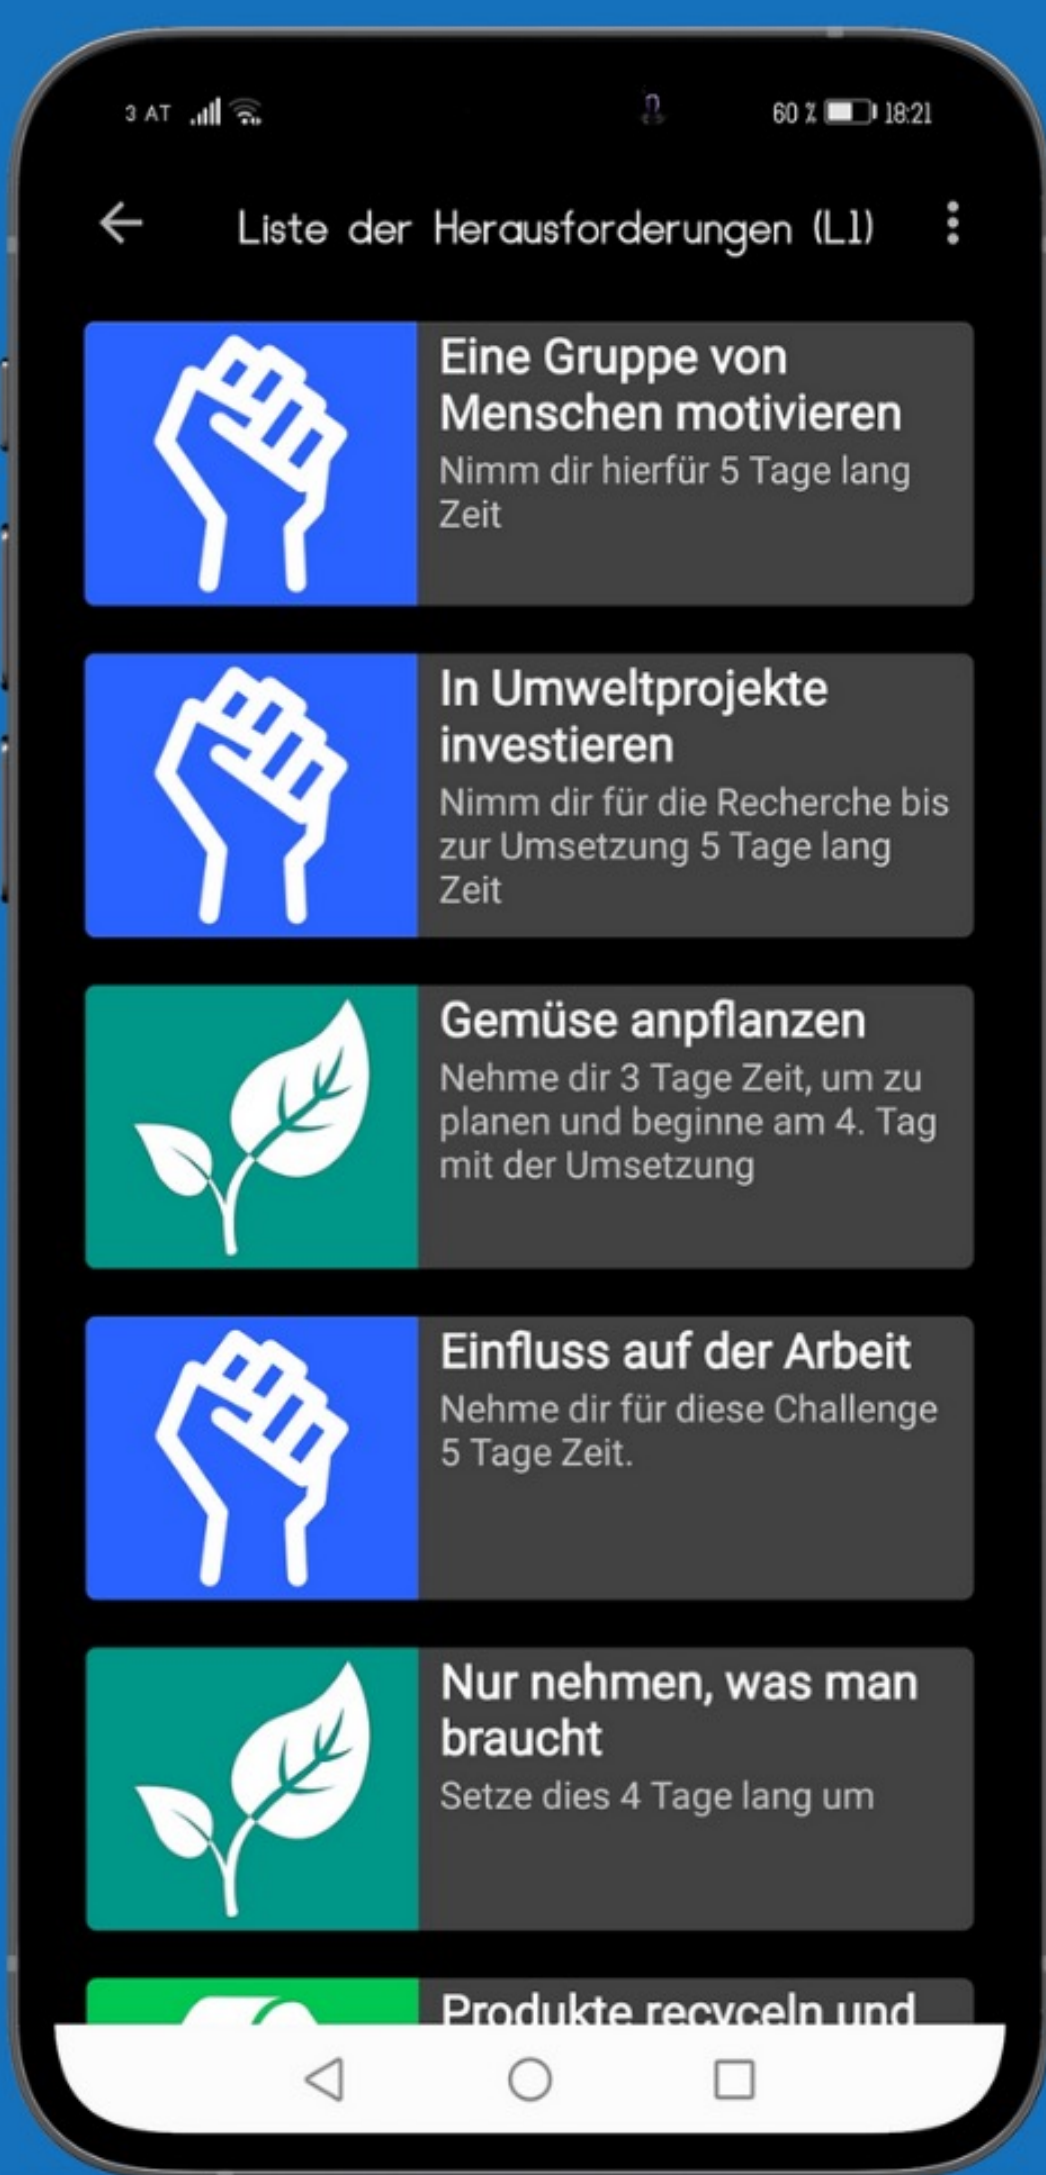 3 AT 60 % 18:21
Liste der Herausforderungen (L1)
Eine Gruppe von
Menschen motivieren
Nimm dir hierfür 5 Tage lang
Zeit
In Umweltprojekte
investieren
Nimm dir für die Recherche bis
zur Umsetzung 5 Tage lang
Zeit
Gemüse anpflanzen
Nehme dir 3 Tage Zeit, um zu
planen und beginne am 4. Tag
mit der Umsetzung
Einfluss auf der Arbeit
Nehme dir für diese Challenge
5 Tage Zeit.
Nur nehmen, was man
braucht
Setze dies 4 Tage lang um
Produkte recyceln und